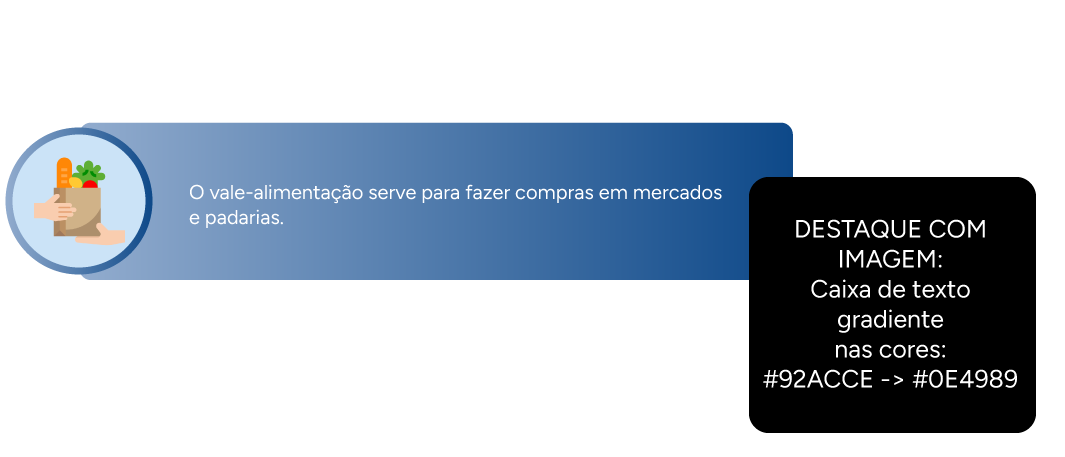 O vale-alimentação serve para fazer compras em mercados
e padarias.
DESTAQUE COM
IMAGEM:
Caixa de texto
gradiente
nas cores:
#92ACCE -> #0E4989